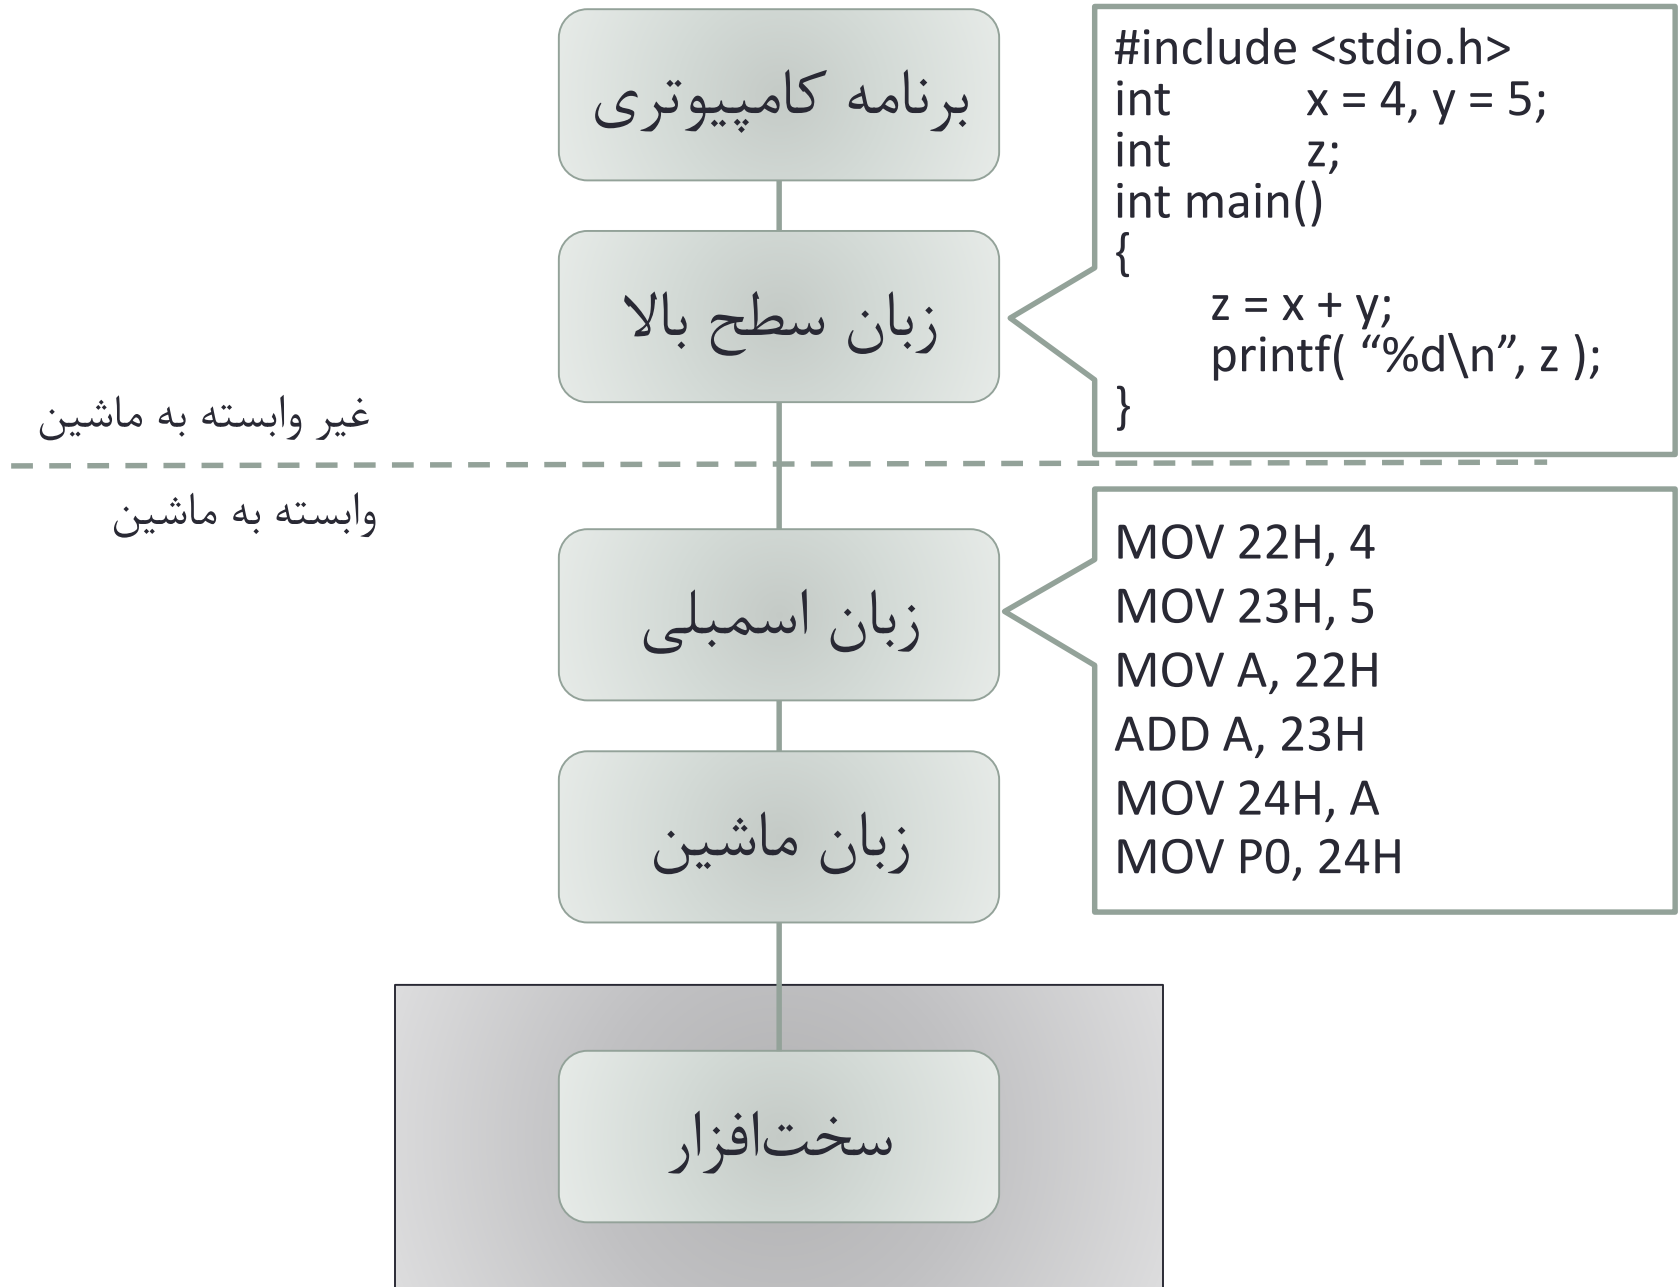 برنامه کامپیوتری
#include <stdio.h>
int x = 4, y = 5;
int z;
int main()
{
z = x + y;
printf( “%d\n”, z );
}
زبان سطح بالا
غیر وابسته به ماشین
وابسته به ماشین
زبان اسمبلی
MOV 22H, 4
MOV 23H, 5
MOV A, 22H
ADD A, 23H
MOV 24H, A
MOV P0, 24H
زبان ماشین
سخت‌افزار